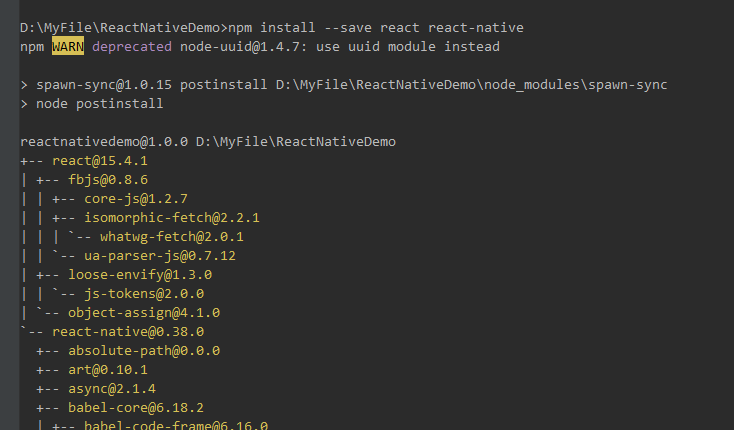 D:\MyFile\ReactNativeDemo>npm install --save react react-native
npm WARN deprecated node-uuid@1.4.7: use uuid module instead
> spawn-sync@1.0.15 postinstall D:\MyFile\ReactNativeDemo\node_modules\spawn-sync
> node postinstall
reactnativedemo@1.0.0 D:\MyFile\ReactNativeDemo
+-- react@15.4.1
| +-- fbjs@0.8.6
| | +-- core-js@1.2.7
| | +-- isomorphic-fetch@2.2.1
| | | `-- whatwg-fetch@2.0.1
| | `-- ua-parser-js@0.7.12
| +-- loose-envify@1.3.0
| | `-- js-tokens@2.0.0
| `-- object-assign@4.1.0
`-- react-native@0.38.0
  +-- absolute-path@0.0.0
  +-- art@0.10.1
  +-- async@2.1.4
  +-- babel-core@6.18.2
  | +-- babel-code-frame@6.16.0